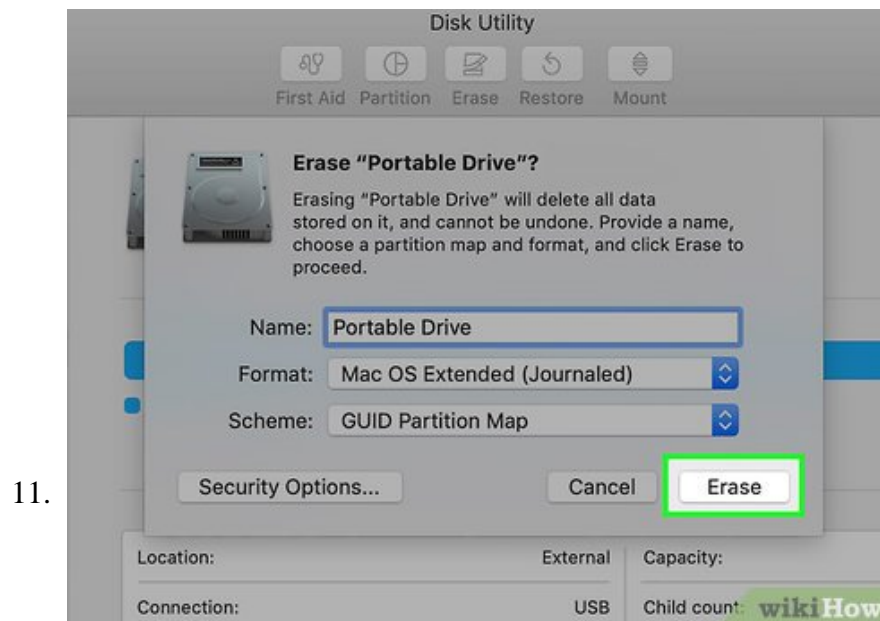 Disk Utility
First Aid Partition Erase Restore Mount
Erase “Portable Drive”?
Erasing “Portable Drive” will delete all data
stored on it, and cannot be undone. Provide a name,
choose a partition map and format, and click Erase to
proceed.
Name: Portable Drive
Format: Mac OS Extended (Journaled)
Scheme: GUID Partition Map
11.
Security Options... Cancel Erase
Location: External Capacity:
Connection: USB Child count:
wikiHow